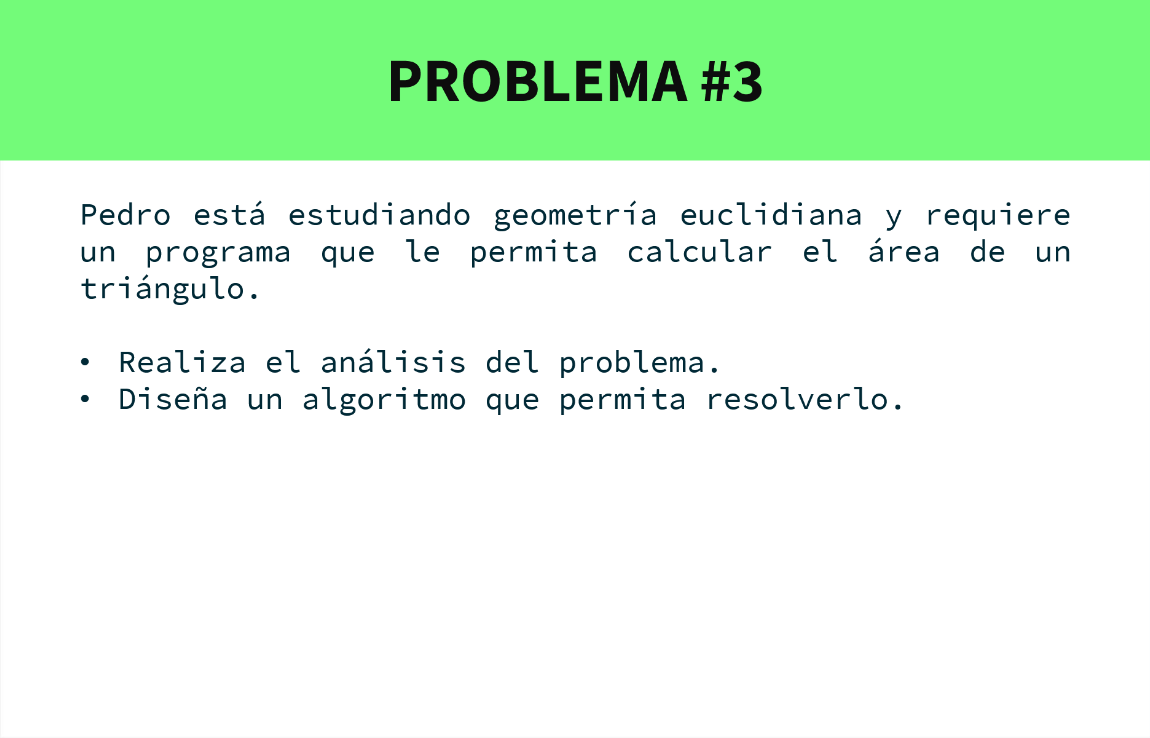 PROBLEMA #3
Pedro está estudiando geometría euclidiana y requiere
un programa que le permita calcular el área de un
triángulo.
• Realiza el análisis del problema.
• Diseña un algoritmo que permita resolverlo.